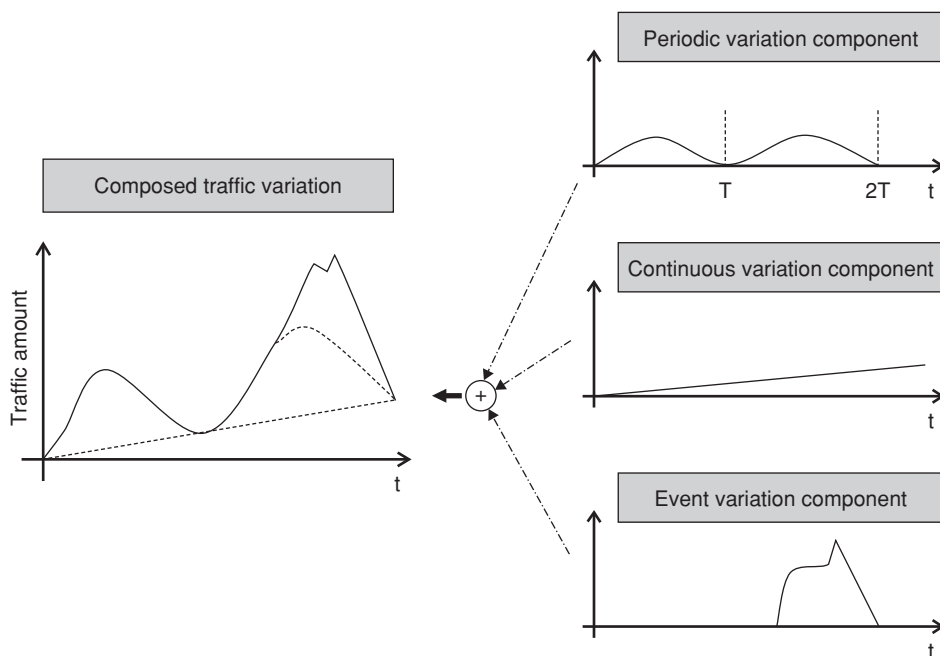 Periodic variation component
T
2T
t
Composed traffic variation
Traffic amount
t
+
Continuous variation component
t
Event variation component
t